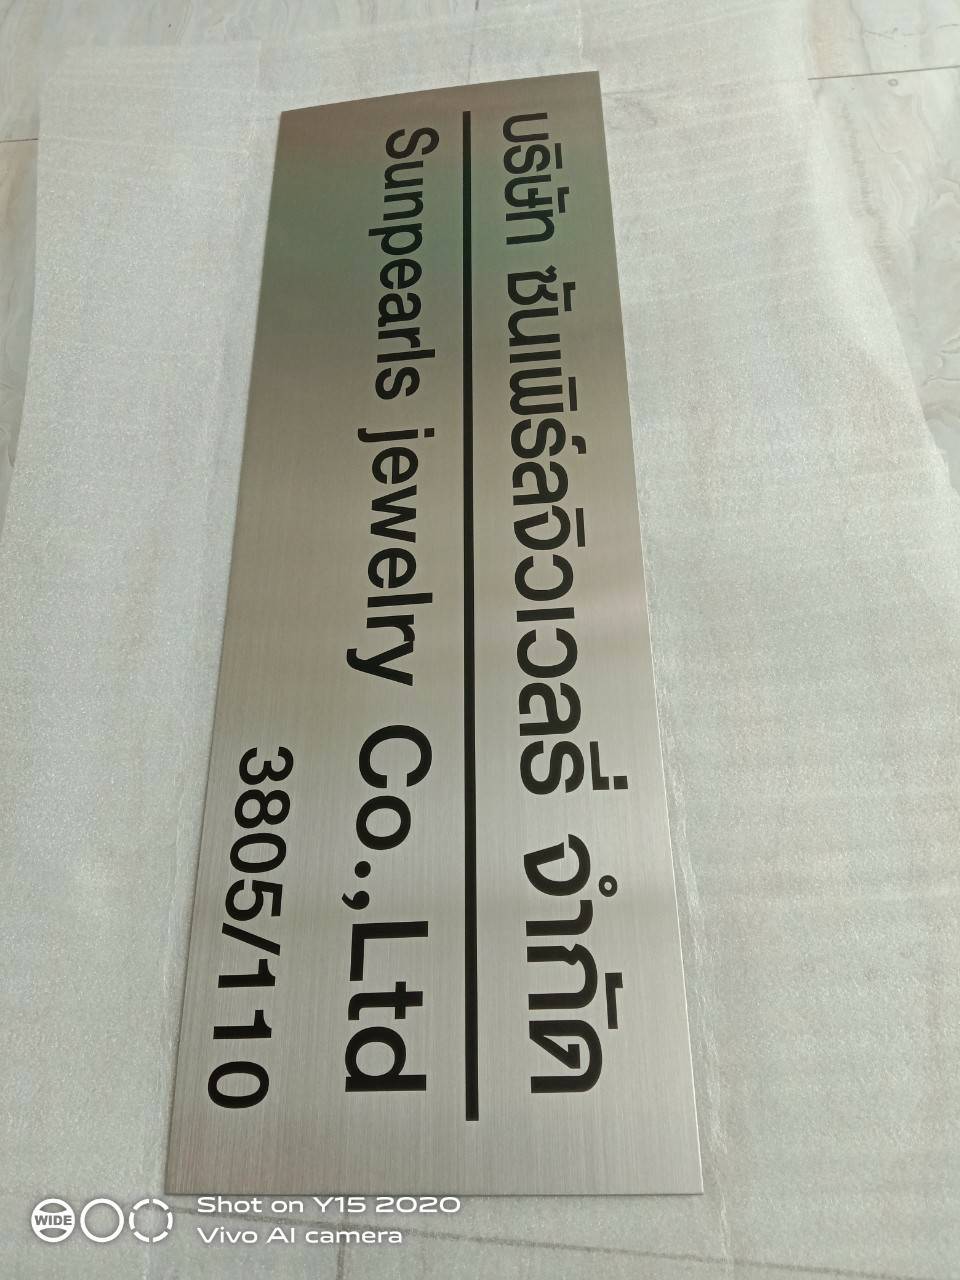 บริษัท ซันเพิร์ลจิวเวลรี่ จำกัด
Sunpearls jewelry Co.,Ltd
3805/110
WIDE
Shot on Y15 2020
Vivo AI camera